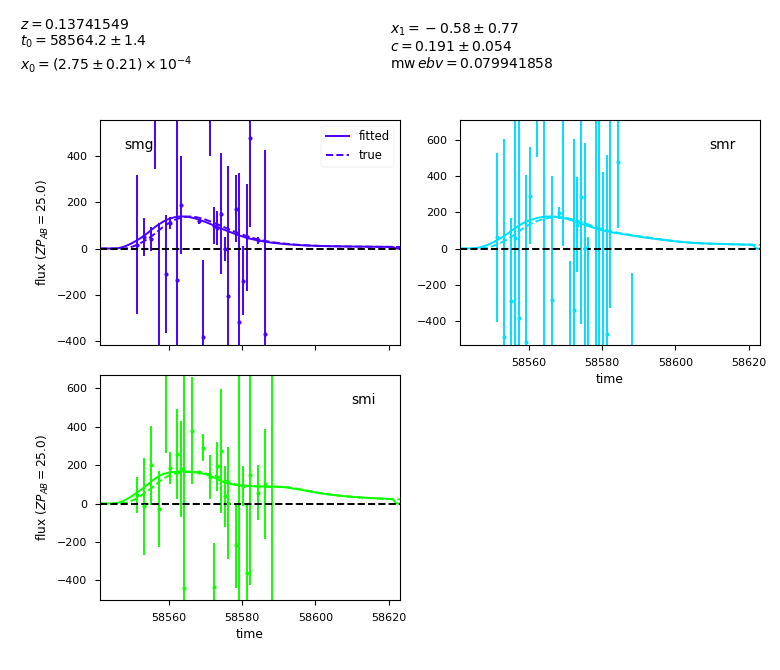 z = 0.13741549
t₀ = 58564.2 ± 1.4
x₀ = (2.75 ± 0.21) × 10⁻⁴
x₁ = −0.58 ± 0.77
c = 0.191 ± 0.054
mw ebv = 0.079941858
smg
fitted
true
400
200
0
−200
−400
flux (ZP_AB = 25.0)
smr
600
400
200
0
−200
−400
58560 58580 58600 58620
time
smi
600
400
200
0
−200
−400
flux (ZP_AB = 25.0)
58560 58580 58600 58620
time